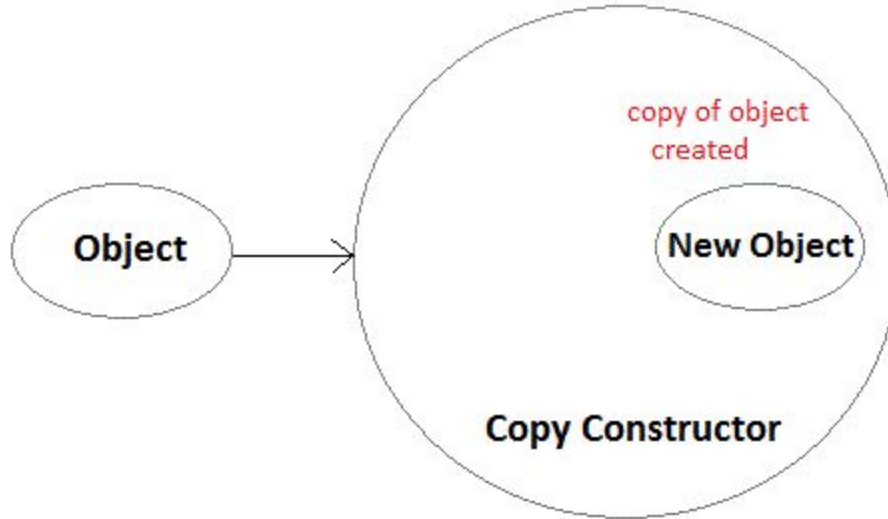 copy of object
created
Object
New Object
Copy Constructor